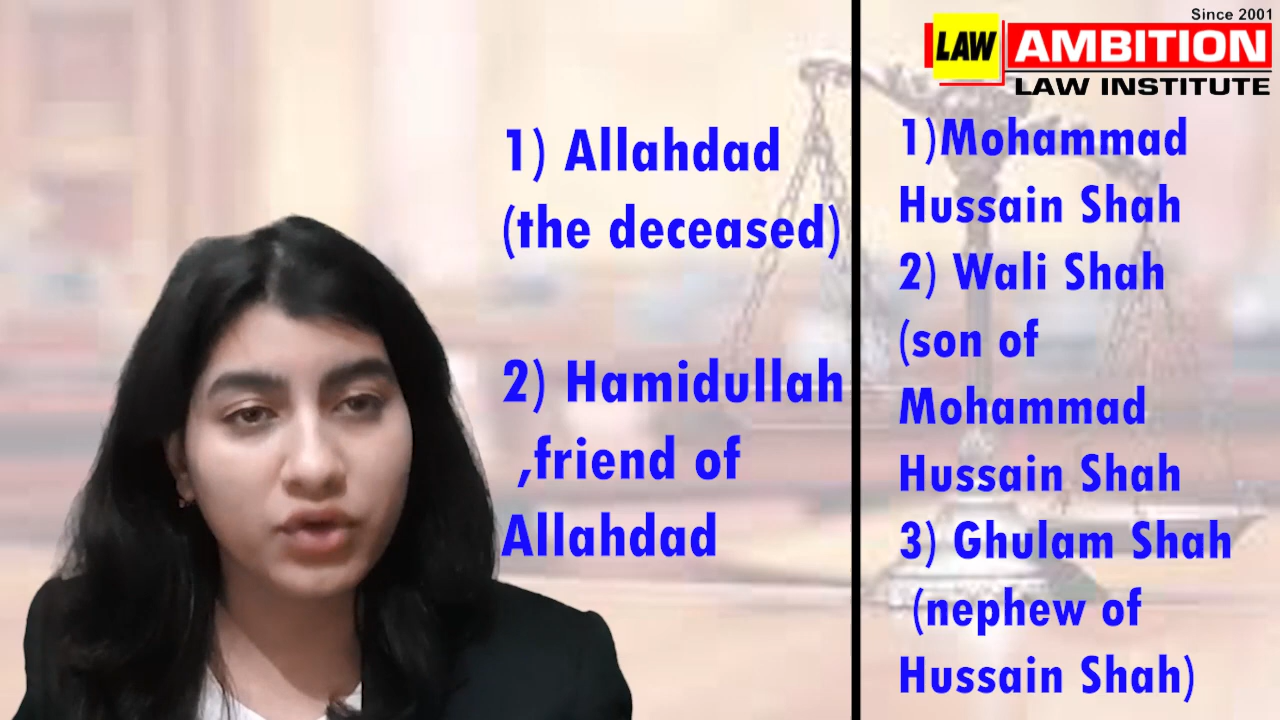 Since 2001
LAW AMBITION
LAW INSTITUTE
1) Allahdad
(the deceased)
2) Hamidullah
,friend of
Allahdad
1)Mohammad
Hussain Shah
2) Wali Shah
(son of
Mohammad
Hussain Shah
3) Ghulam Shah
(nephew of
Hussain Shah)